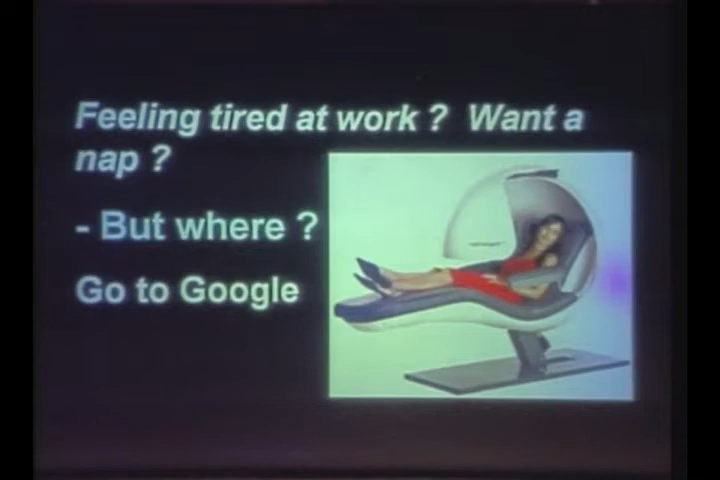 Feeling tired at work ? Want a
nap ?
- But where ?
Go to Google